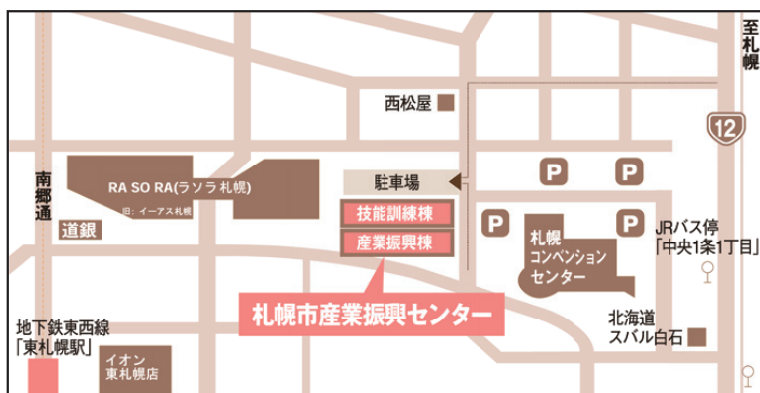 至札幌
12
西松屋
南郷通
RA SO RA(ラソラ札幌)
旧: イーアス札幌
道銀
駐車場
技能訓練棟
産業振興棟
P
P
P
P
札幌
コンベンション
センター
JRバス停
「中央1条1丁目」
札幌市産業振興センター
北海道
スバル白石
地下鉄東西線
「東札幌駅」
イオン
東札幌店